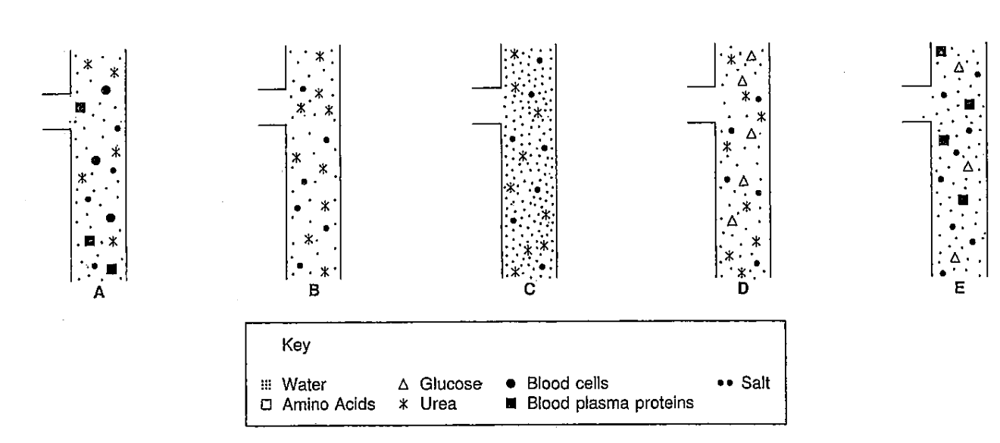 A B C D E
Key
Water Glucose Blood cells Salt
Amino Acids Urea Blood plasma proteins